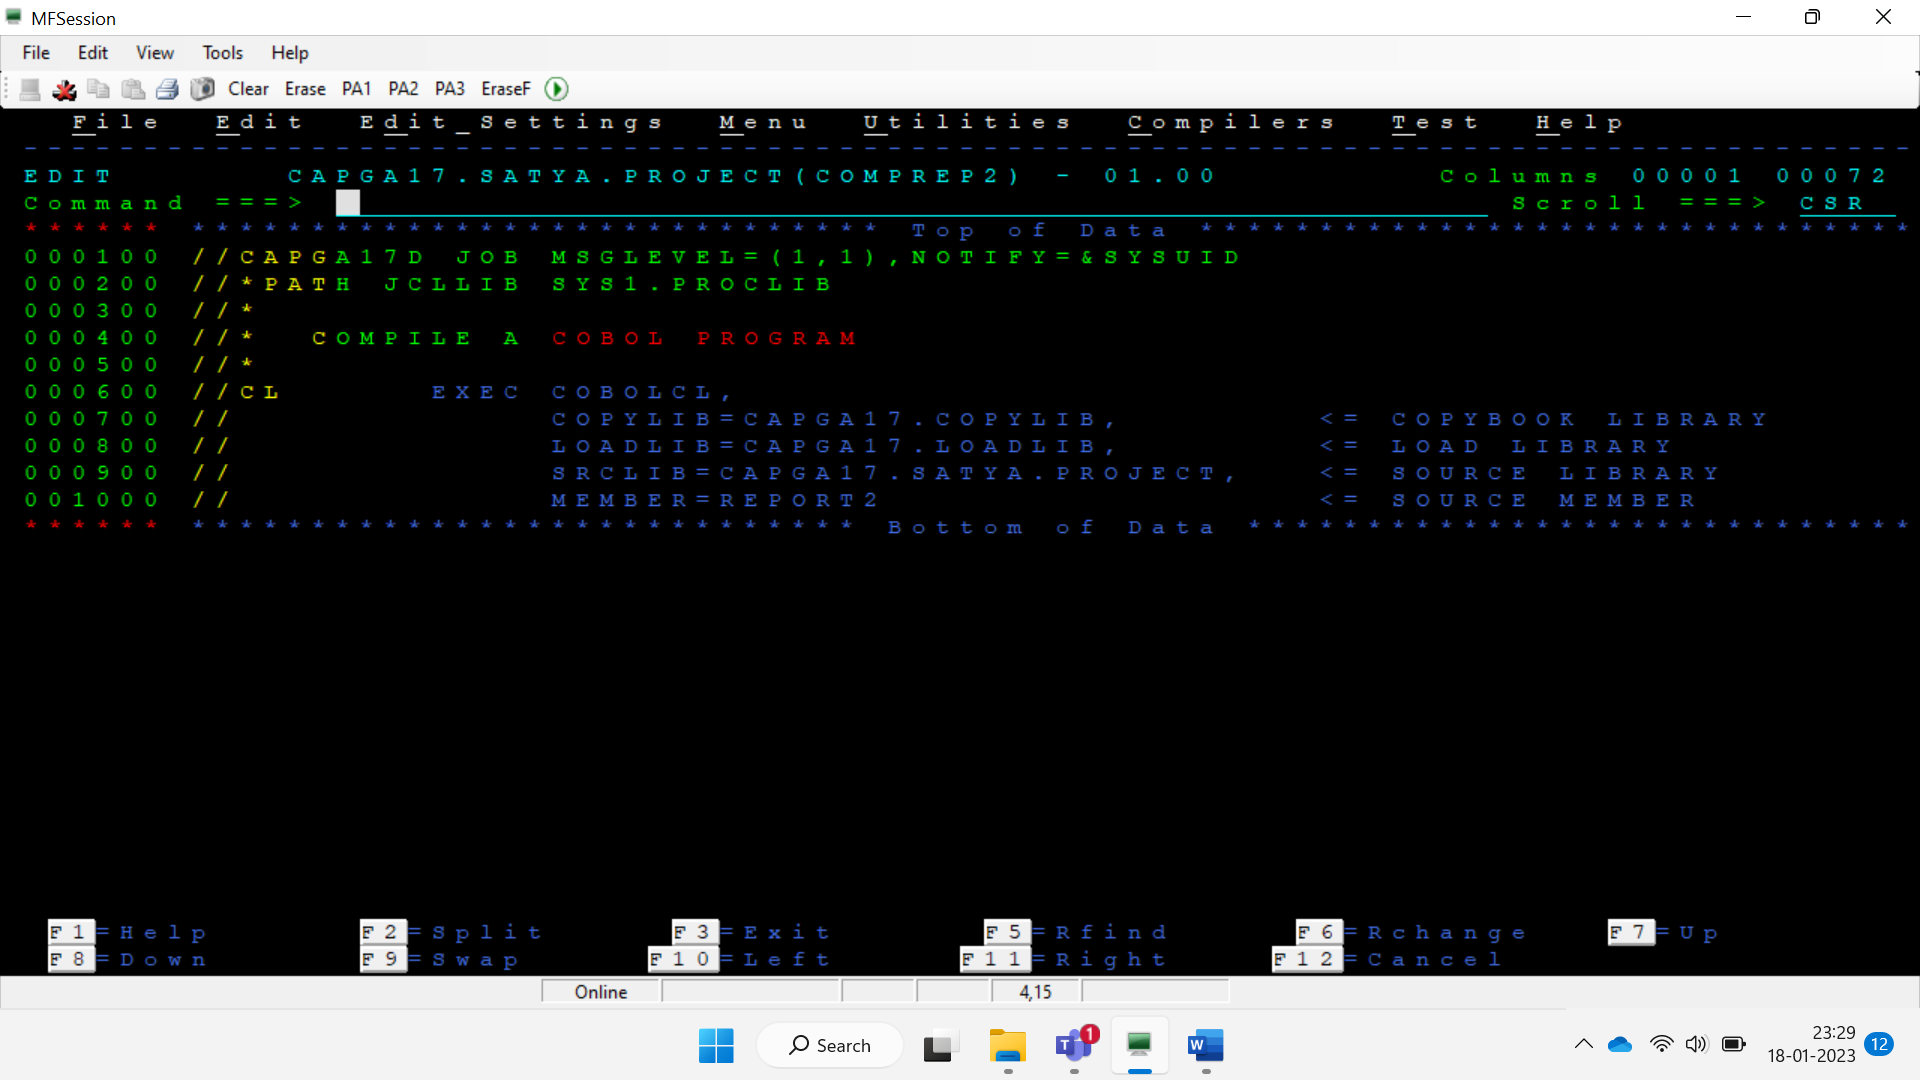 MFSession
File Edit View Tools Help
Clear Erase PA1 PA2 PA3 EraseF
File Edit Edit_Settings Menu Utilities Compilers Test Help
- - - - - - - - - - - - - - - - - - - - - - - - - - - - - - - - - - - - - - - - - - - - - - - - - - - - - - - - - - - - - - - - - - - - - - - - - - - - - - -
EDIT CAPGA17.SATYA.PROJECT(COMPREP2) - 01.00 Columns 00001 00072
Command ===> Scroll ===> CSR
****** ***************************** Top of Data ******************************
000100 //CAPGA17D JOB MSGLEVEL=(1,1),NOTIFY=&SYSUID
000200 //*PATH JCLLIB SYS1.PROCLIB
000300 //*
000400 //* COMPILE A COBOL PROGRAM
000500 //*
000600 //CL EXEC COBOLCL,
000700 // COPYLIB=CAPGA17.COPYLIB, <= COPYBOOK LIBRARY
000800 // LOADLIB=CAPGA17.LOADLIB, <= LOAD LIBRARY
000900 // SRCLIB=CAPGA17.SATYA.PROJECT, <= SOURCE LIBRARY
001000 // MEMBER=REPORT2 <= SOURCE MEMBER
****** **************************** Bottom of Data ****************************
F1=Help F2=Split F3=Exit F5=Rfind F6=Rchange F7=Up
F8=Down F9=Swap F10=Left F11=Right F12=Cancel
Online 4,15
Search
1
T
W
23:29
18-01-2023
12